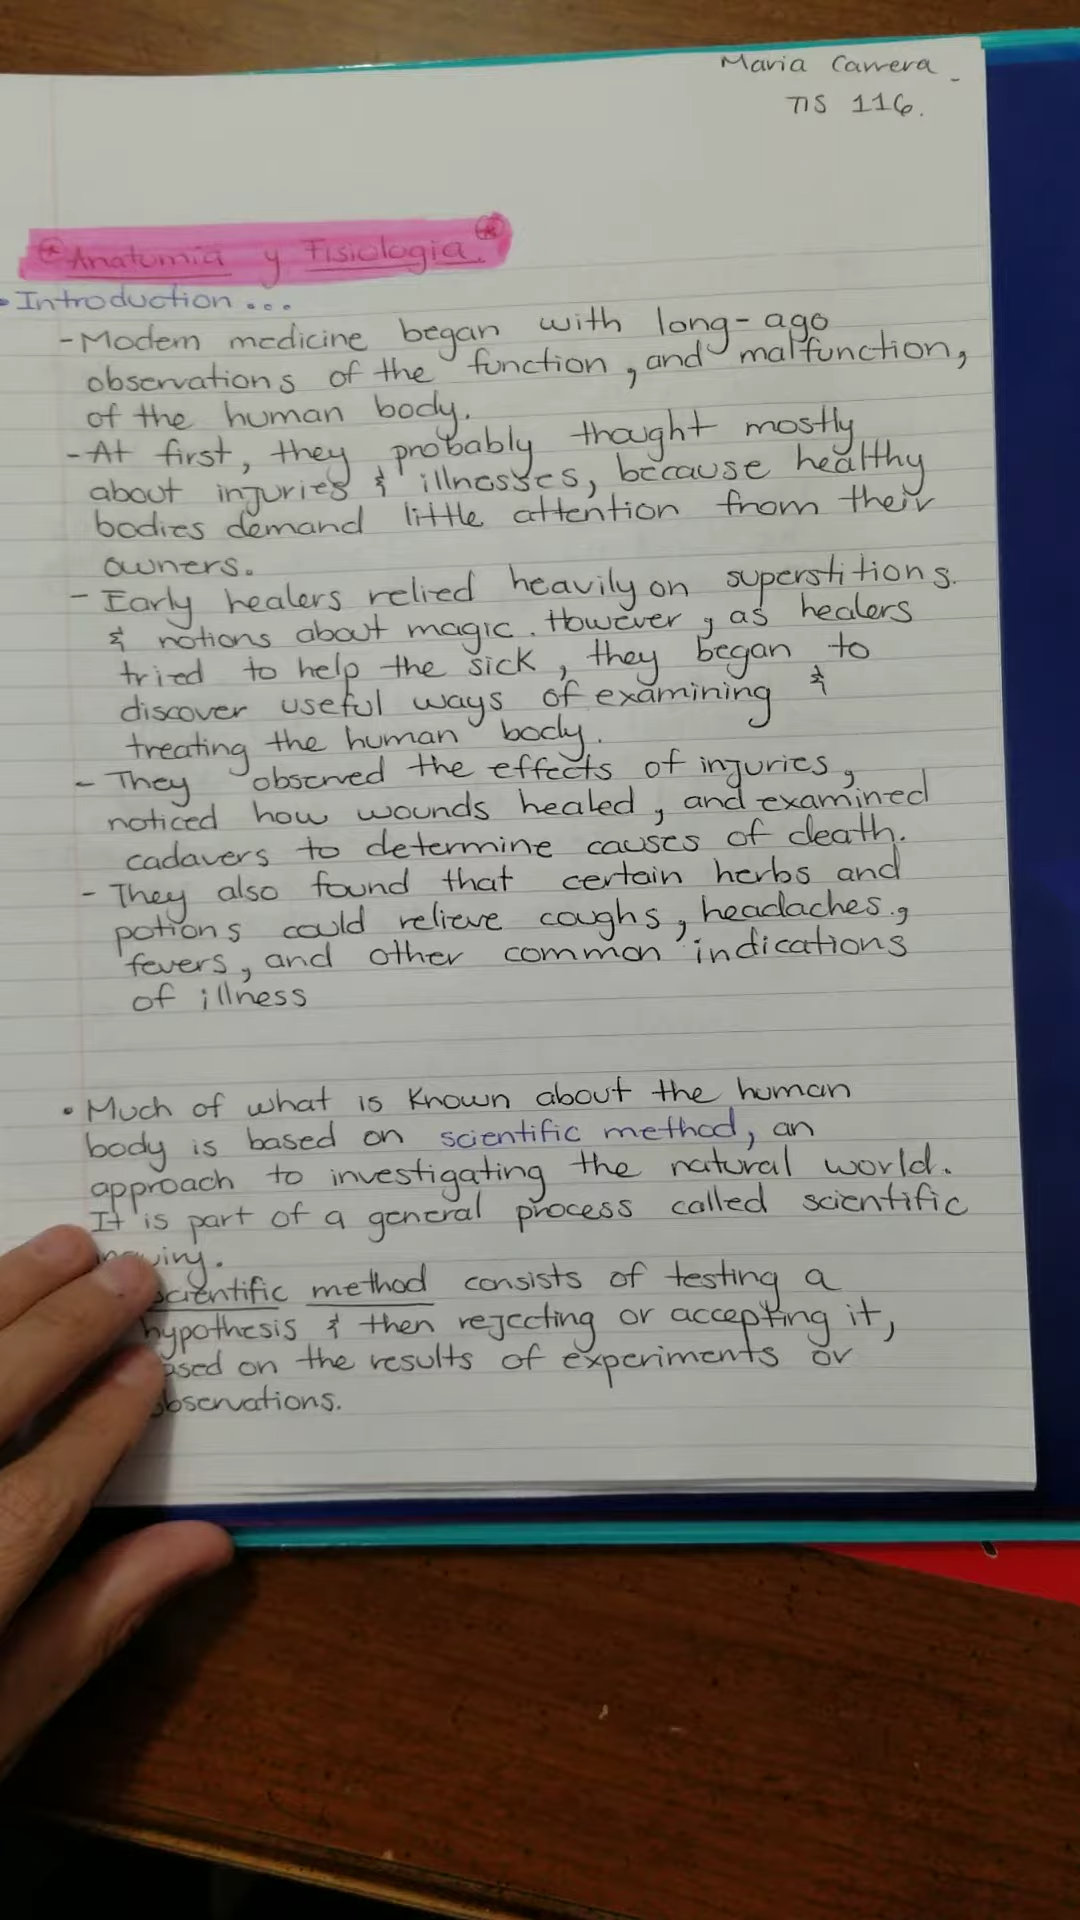 Maria Carrera
TIS 116.
Anatomia y Fisiologia.
• Introduction...
- Modern medicine began with long-ago
observations of the function, and malfunction,
of the human body.
- At first, they probably thought mostly
about injuries & illnesses, because healthy
bodies demand little attention from their
owners.
- Early healers relied heavily on superstitions.
& notions about magic. However, as healers
tried to help the sick, they began to
discover useful ways of examining &
treating the human body.
- They observed the effects of injuries,
noticed how wounds healed, and examined
cadavers to determine causes of death.
- They also found that certain herbs and
potions could relieve coughs, headaches.,
fevers, and other common indications
of illness
• Much of what is known about the human
body is based on scientific method, an
approach to investigating the natural world.
It is part of a general process called scientific
scientific method consists of testing a
hypothesis & then rejecting or accepting it,
on the results of experiments or
observations.